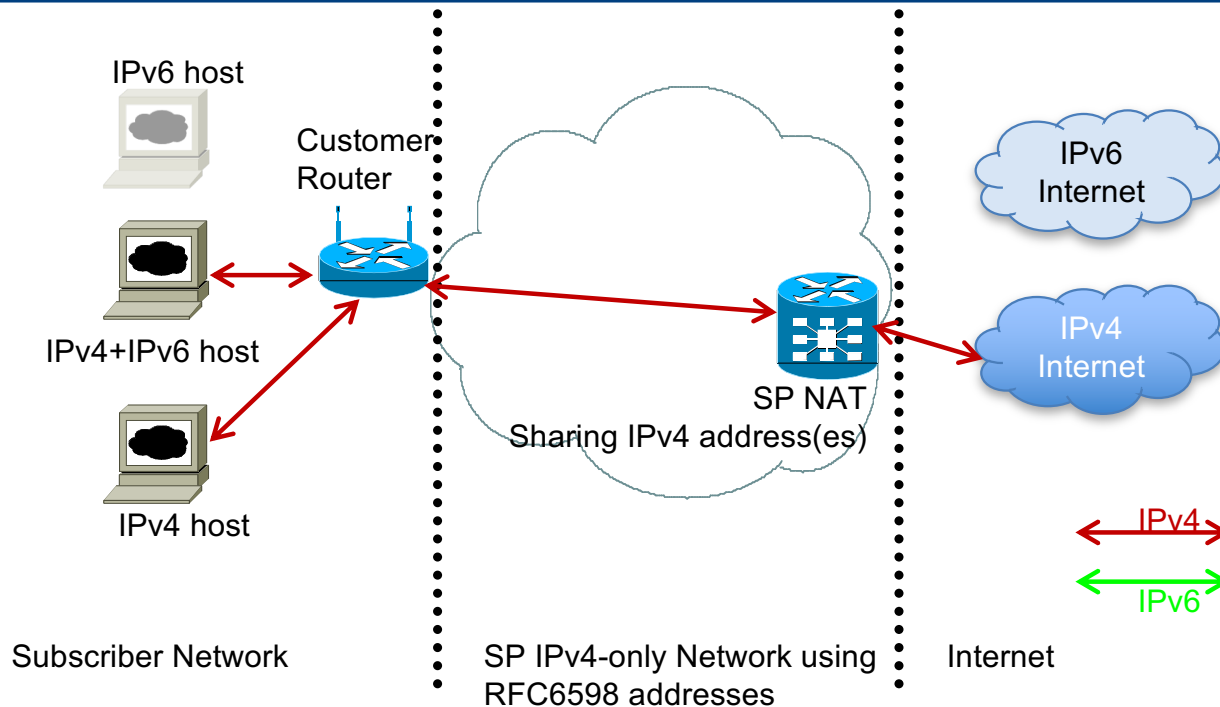 IPv6 host
Customer
Router
IPv4+IPv6 host
IPv4 host
SP NAT
Sharing IPv4 address(es)
IPv6
Internet
IPv4
Internet
IPv4
IPv6
Subscriber Network
SP IPv4-only Network using
RFC6598 addresses
Internet